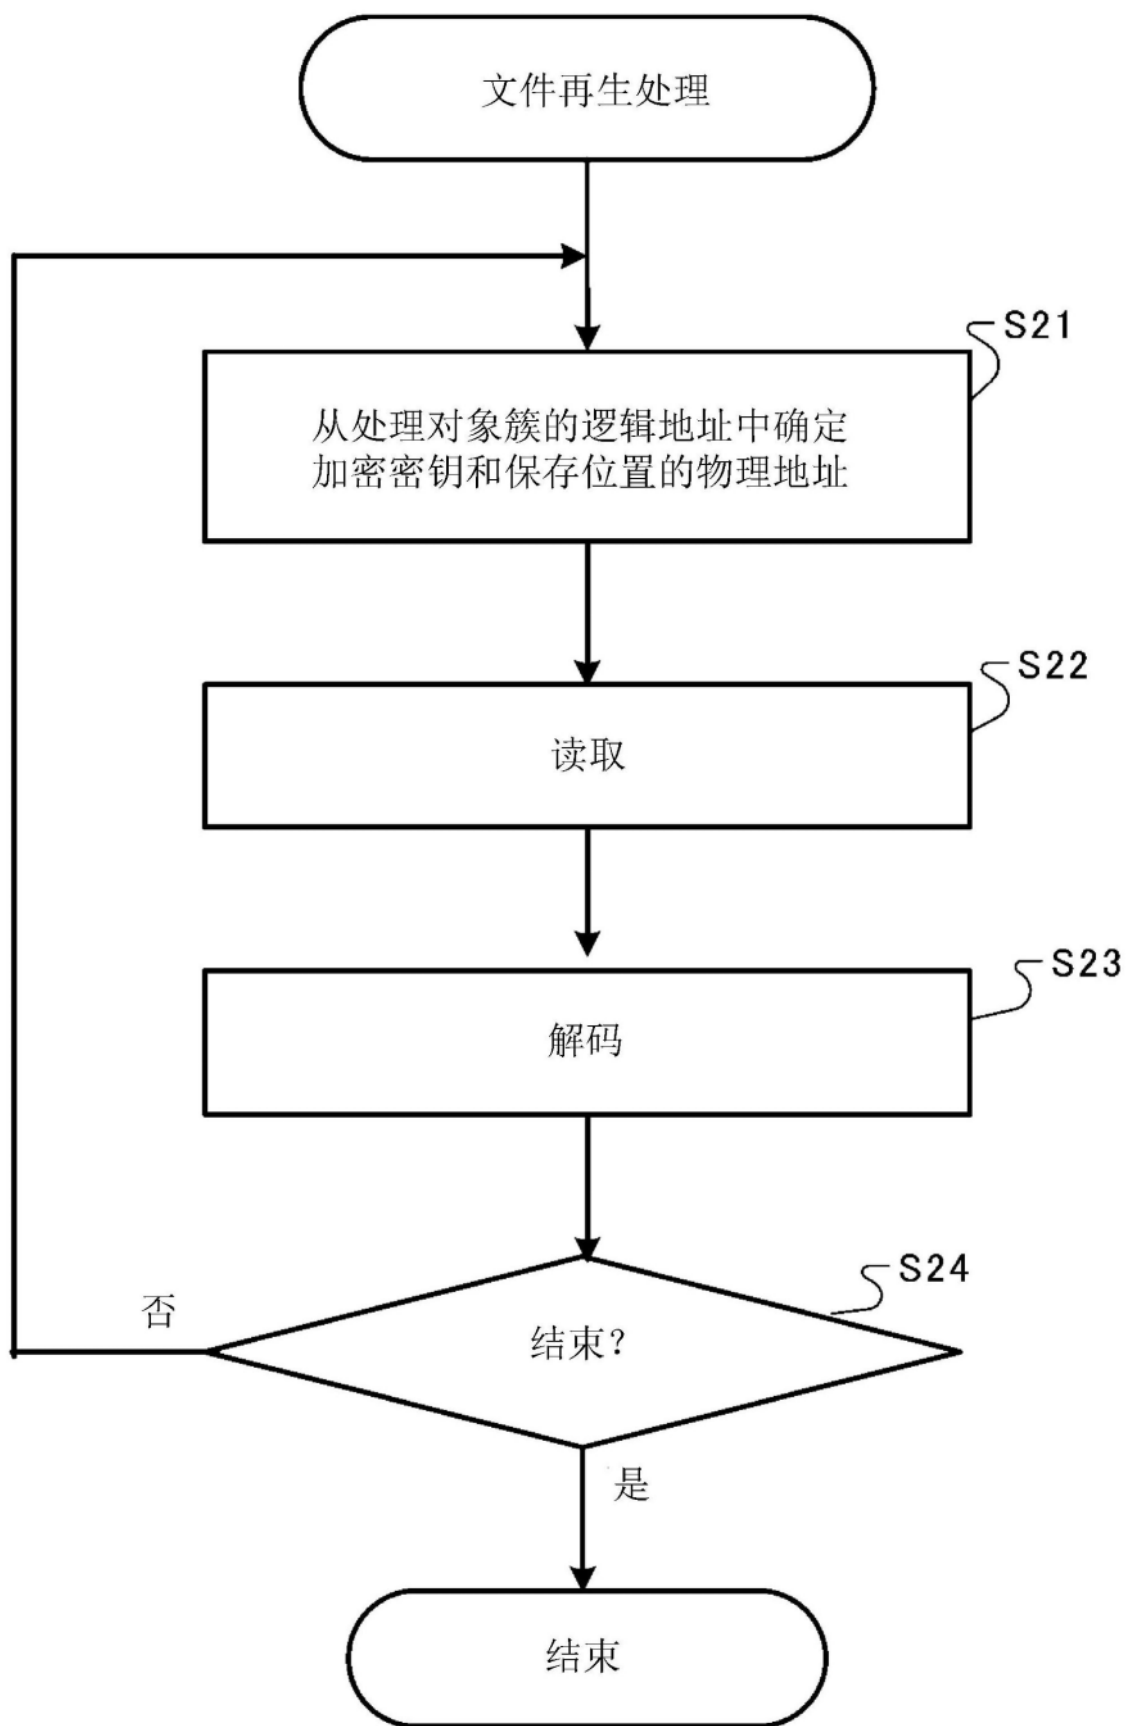 文件再生处理
S21
从处理对象簇的逻辑地址中确定
加密密钥和保存位置的物理地址
S22
读取
S23
解码
S24
否
结束?
是
结束